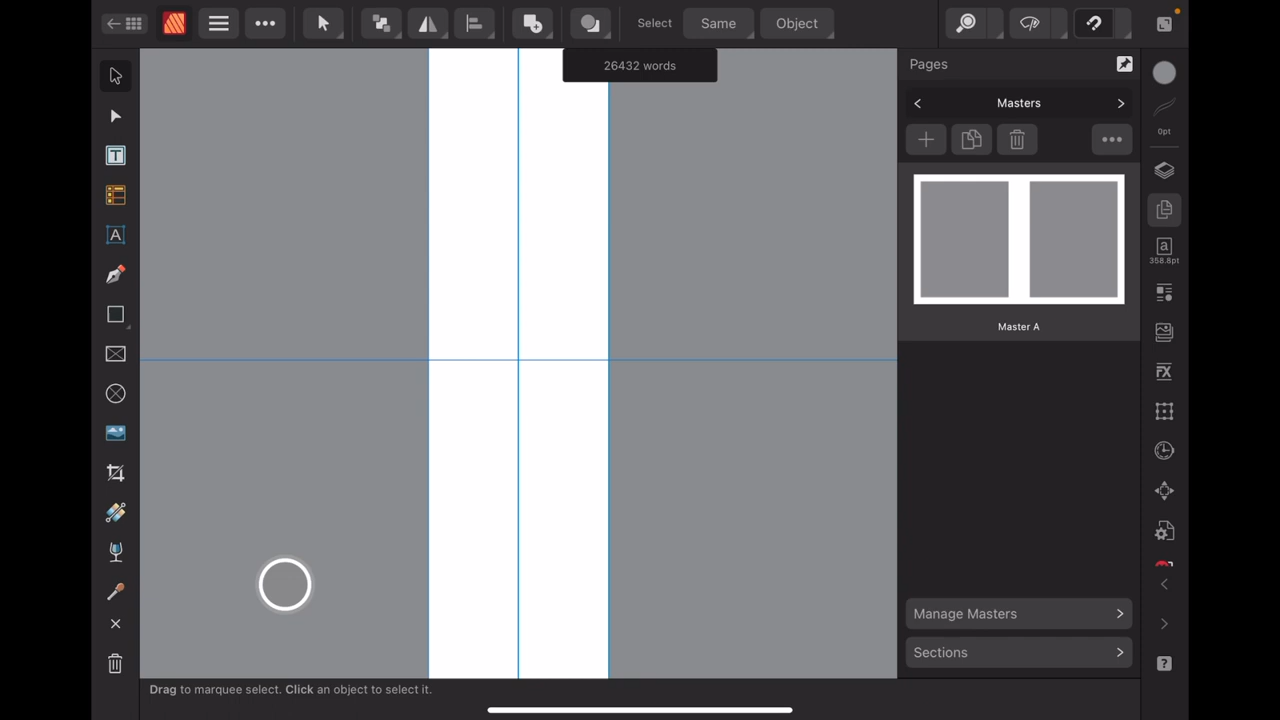 Select
Same
Object
26432 words
Pages
Masters
0pt
a
358.8pt
Master A
T
A
FX
Manage Masters
Sections
?
Drag to marquee select. Click an object to select it.